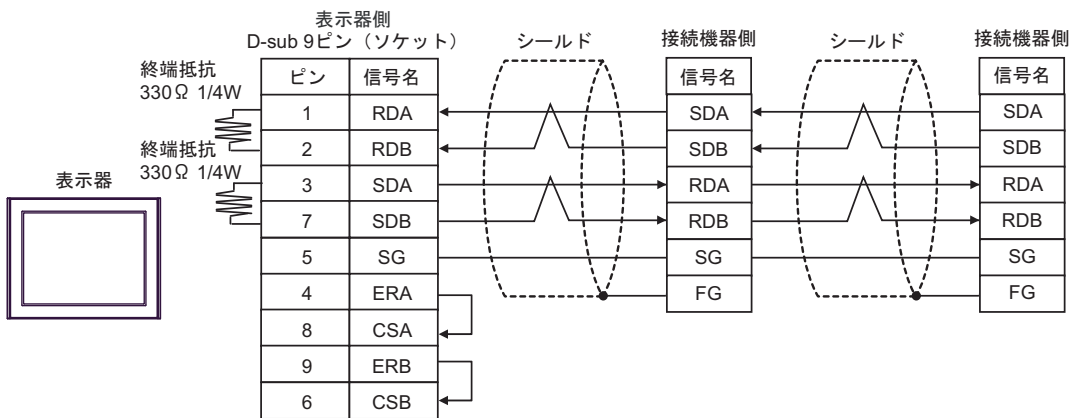 表示器側
D-sub 9ピン（ソケット）
シールド
接続機器側
シールド
接続機器側
終端抵抗
330Ω 1/4W
終端抵抗
330Ω 1/4W
表示器
ピン 信号名
1 RDA
2 RDB
3 SDA
7 SDB
5 SG
4 ERA
8 CSA
9 ERB
6 CSB
信号名
SDA
SDB
RDA
RDB
SG
FG
信号名
SDA
SDB
RDA
RDB
SG
FG